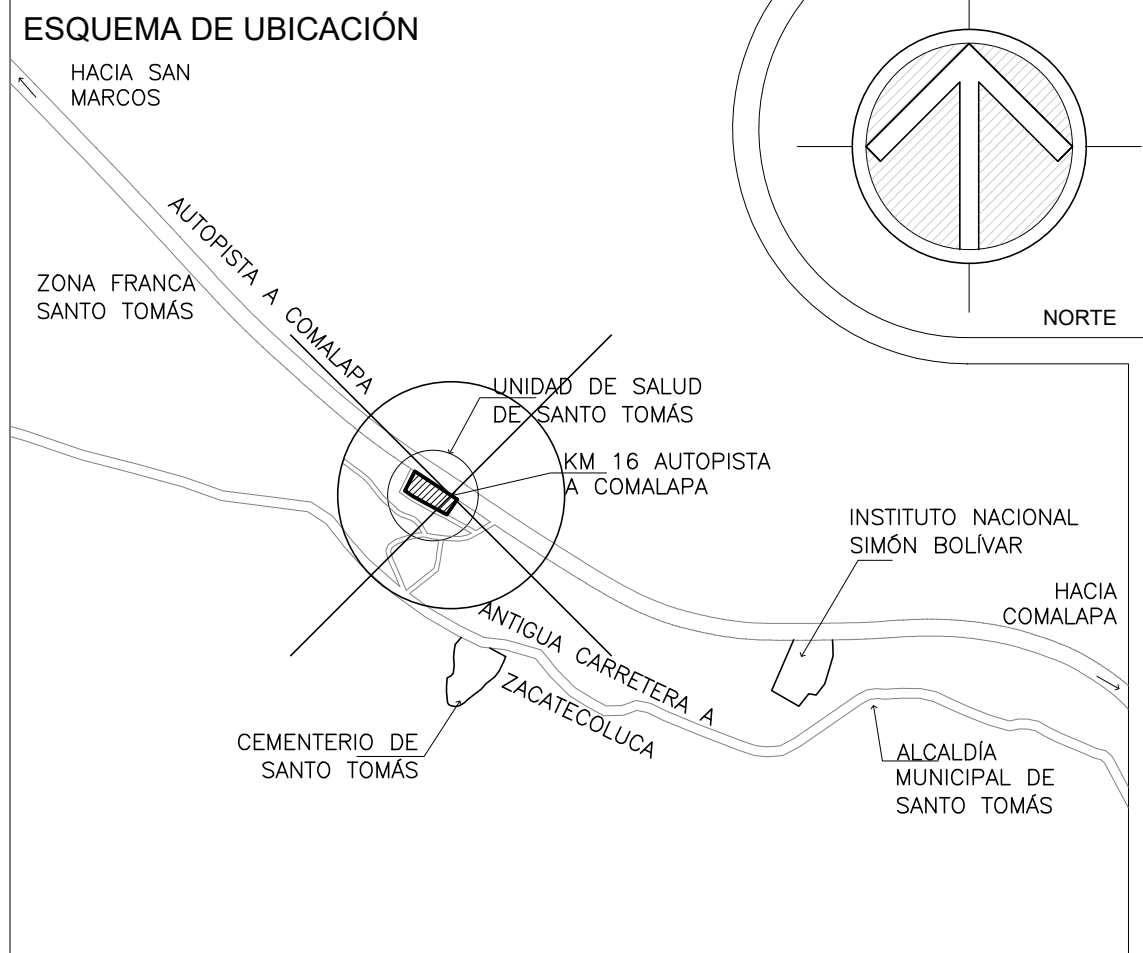 ESQUEMA DE UBICACIÓN
HACIA SAN
MARCOS
AUTOPISTA A COMALAPA
ZONA FRANCA
SANTO TOMÁS
NORTE
UNIDAD DE SALUD
DE SANTO TOMÁS
KM 16 AUTOPISTA
A COMALAPA
INSTITUTO NACIONAL
SIMÓN BOLÍVAR
HACIA
COMALAPA
ANTIGUA CARRETERA A
ZACATECOLUCA
CEMENTERIO DE
SANTO TOMÁS
ALCALDÍA
MUNICIPAL DE
SANTO TOMÁS